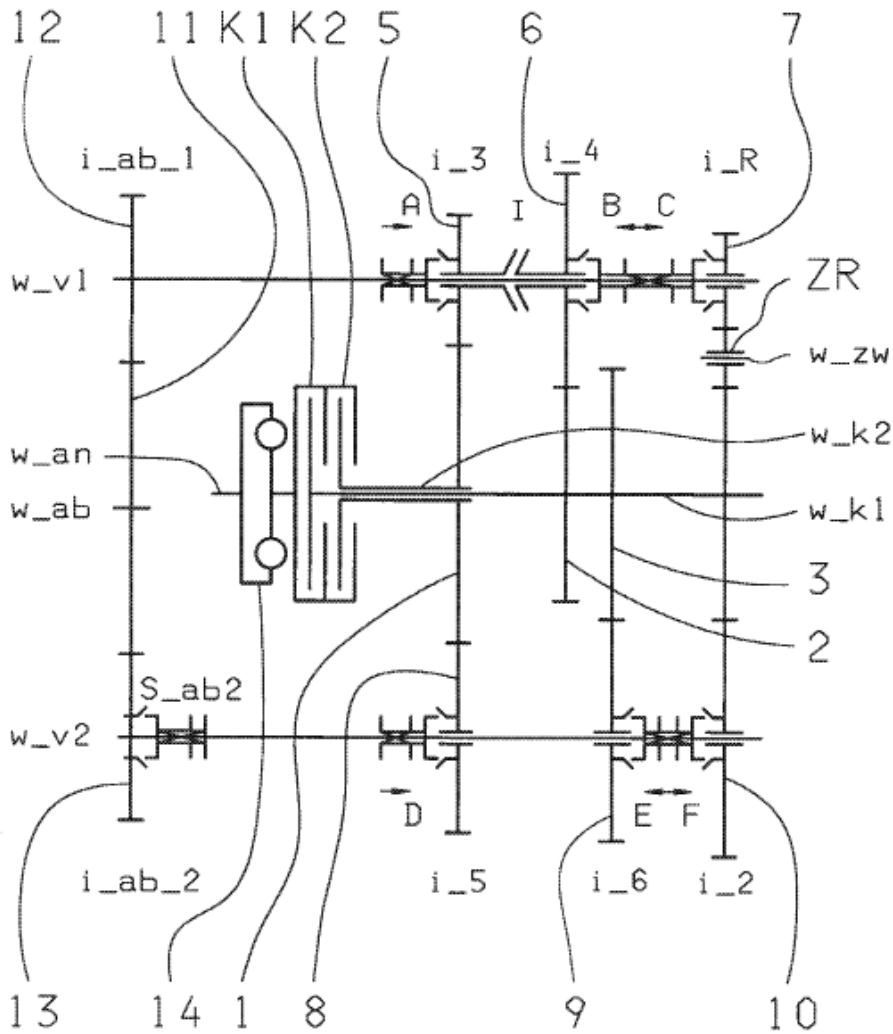 12 11 K1 K2 5 6 7
i_ab_1 i_3 i_4 i_R
A I B C
w_v1 ZR
w_zw
w_an w_k2
w_ab w_k1
3
S_ab2 2
w_v2
D E F
i_ab_2 i_5 i_6 i_2
13 14 1 8 9 10